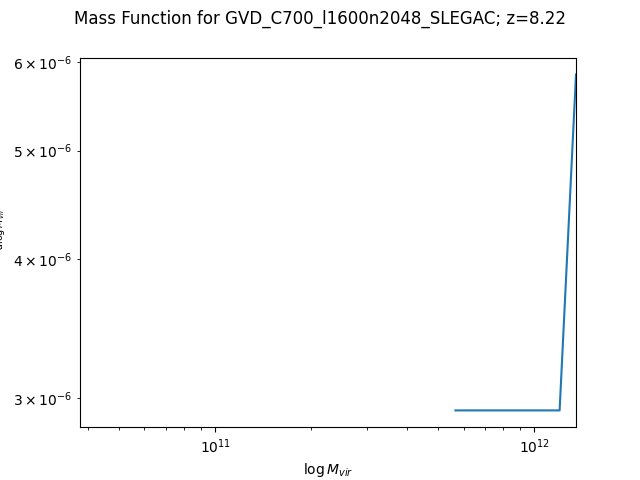 Mass Function for GVD_C700_l1600n2048_SLEGAC; z=8.22
6 × 10⁻⁶
5 × 10⁻⁶
4 × 10⁻⁶
3 × 10⁻⁶
10¹¹
10¹²
log M_vir